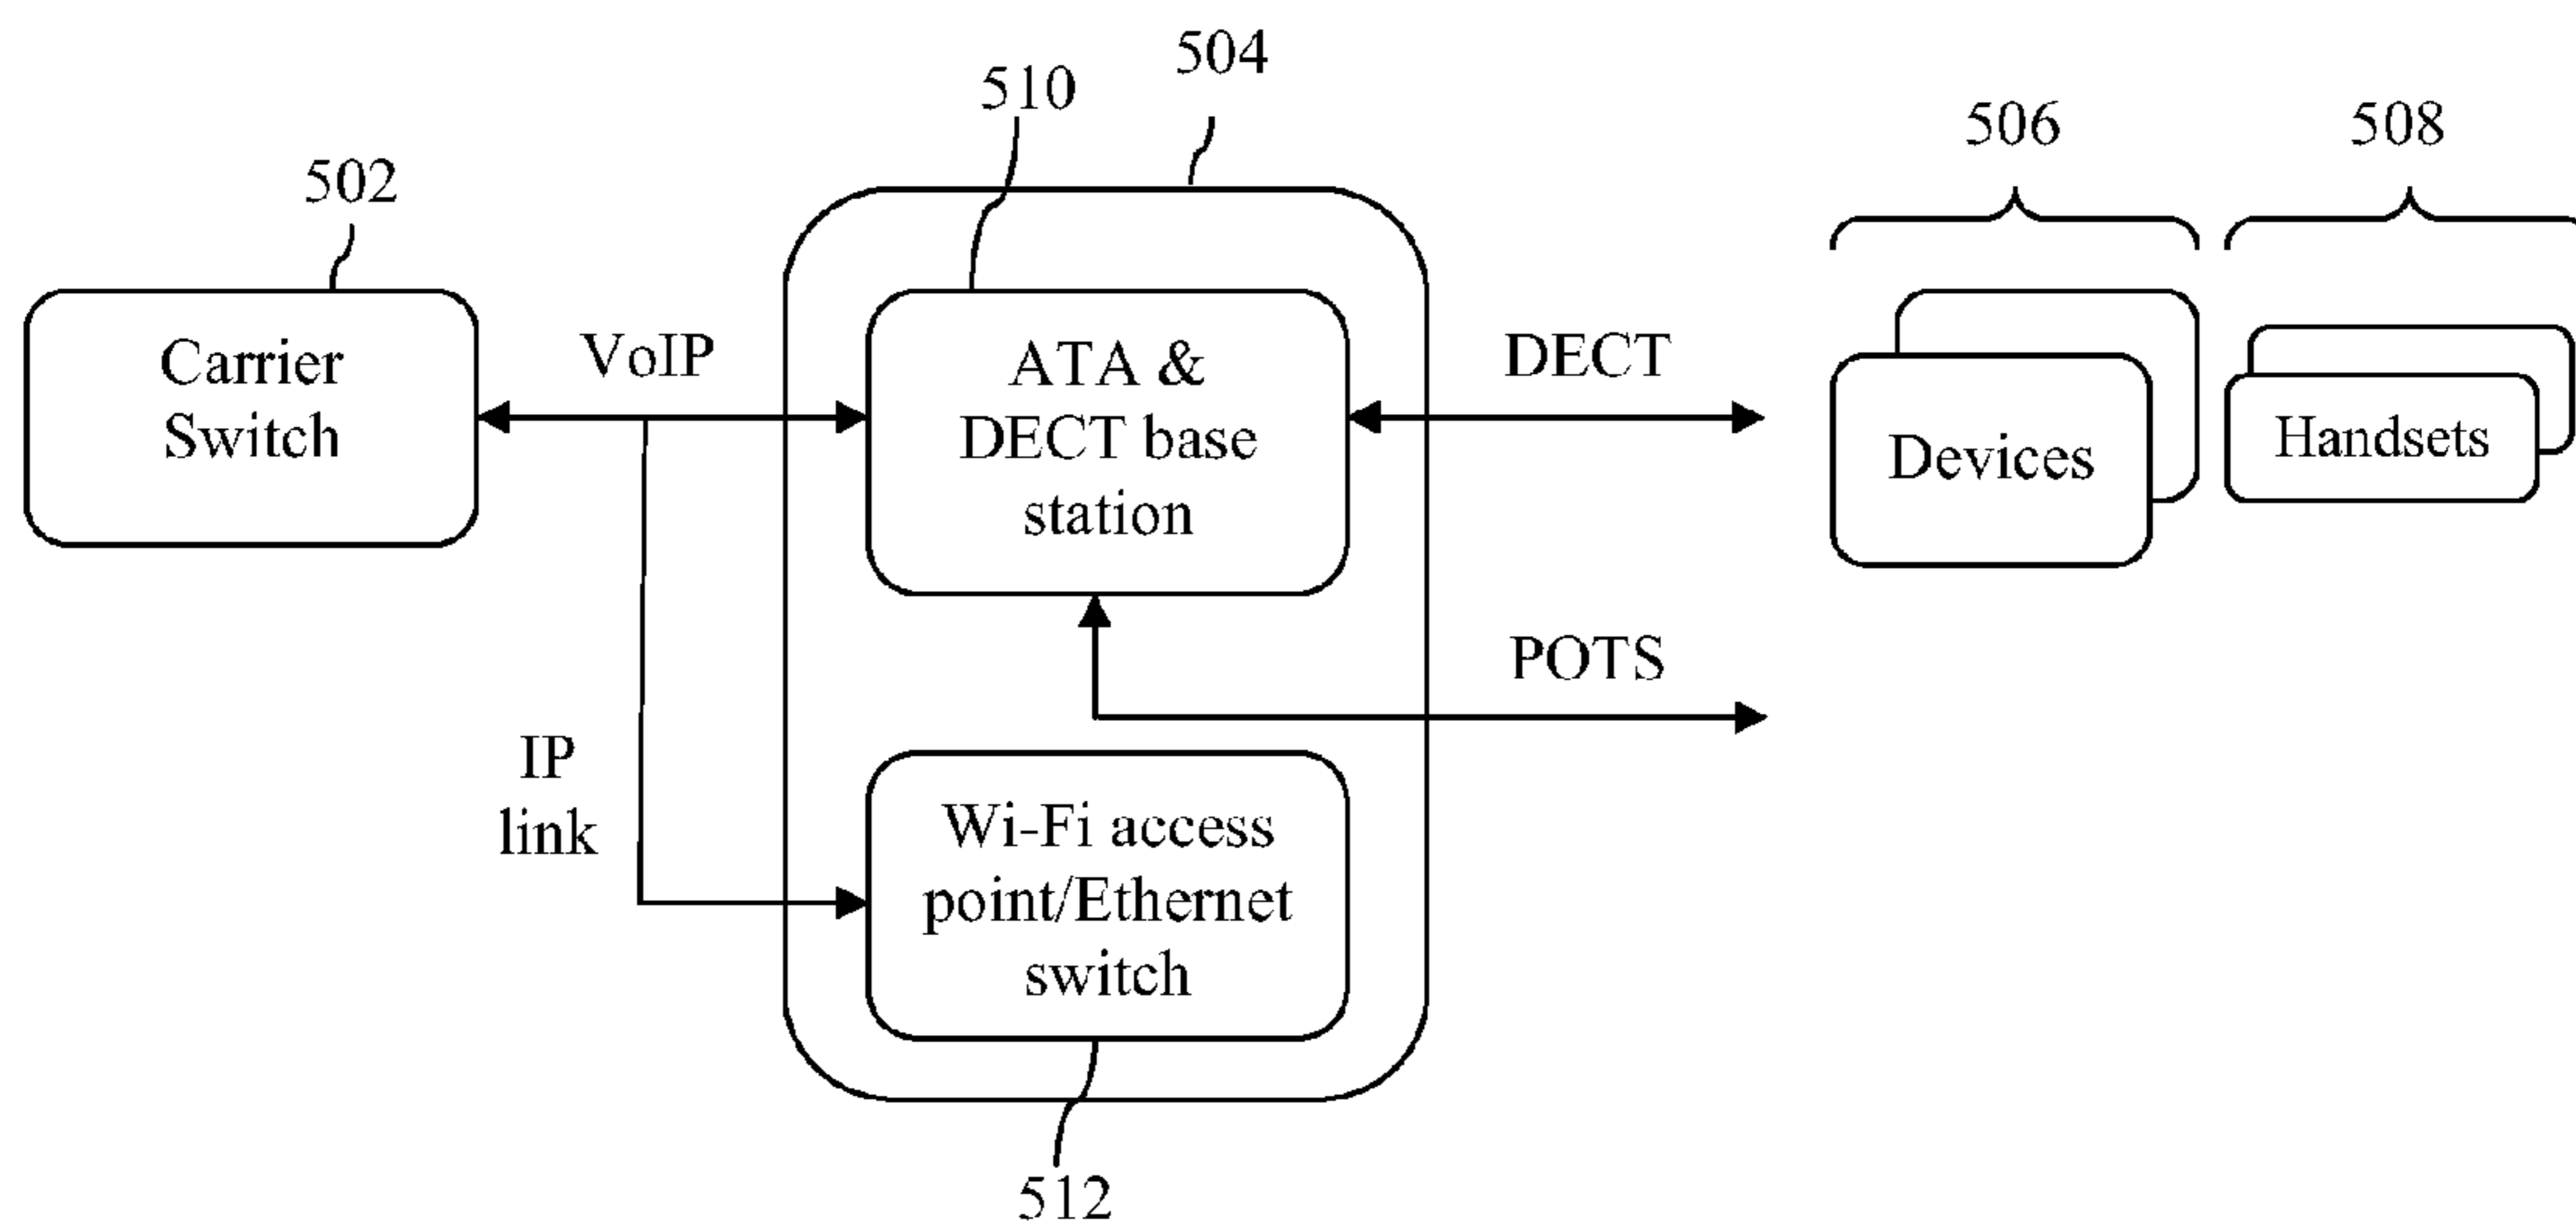 504
510
506
508
502
Carrier
Switch
VoIP
ATA &
DECT base
station
DECT
Devices
Handsets
POTS
IP
link
Wi-Fi access
point/Ethernet
switch
512